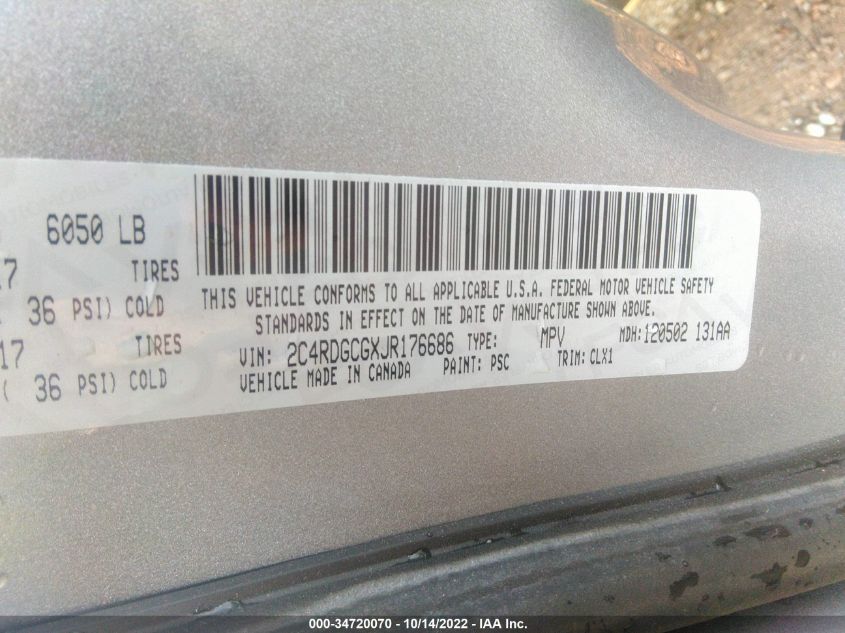 6050 LB
17 TIRES
36 PSI) COLD
17 TIRES
( 36 PSI) COLD
THIS VEHICLE CONFORMS TO ALL APPLICABLE U.S.A. FEDERAL MOTOR VEHICLE SAFETY
STANDARDS IN EFFECT ON THE DATE OF MANUFACTURE SHOWN ABOVE.
VIN: 2C4RDGCGXJR176686 TYPE: MPV MDH: 120502 131AA
VEHICLE MADE IN CANADA PAINT: PSC TRIM: CLX1
000-34720070 | 10/14/2022 | © IAA Inc.